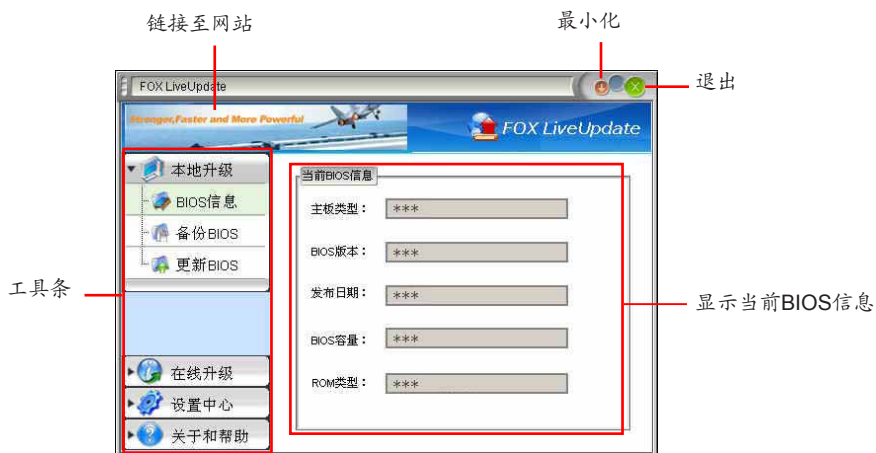 链接至网站
最小化
FOX LiveUpdate
退出
Stronger,Faster and More Powerful
FOX LiveUpdate
本地升级
BIOS信息
备份BIOS
更新BIOS
在线升级
设置中心
关于和帮助
当前BIOS信息
主板类型： ***
BIOS版本： ***
发布日期： ***
BIOS容量： ***
ROM类型： ***
工具条
显示当前BIOS信息